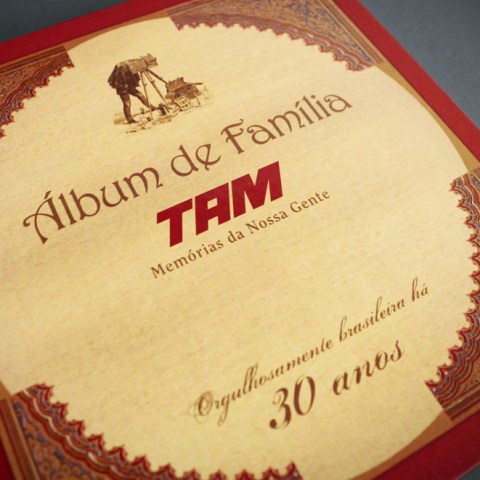 Álbum de Família
TAM
Memórias da Nossa Gente
Orgulhosamente brasileira há
30 anos